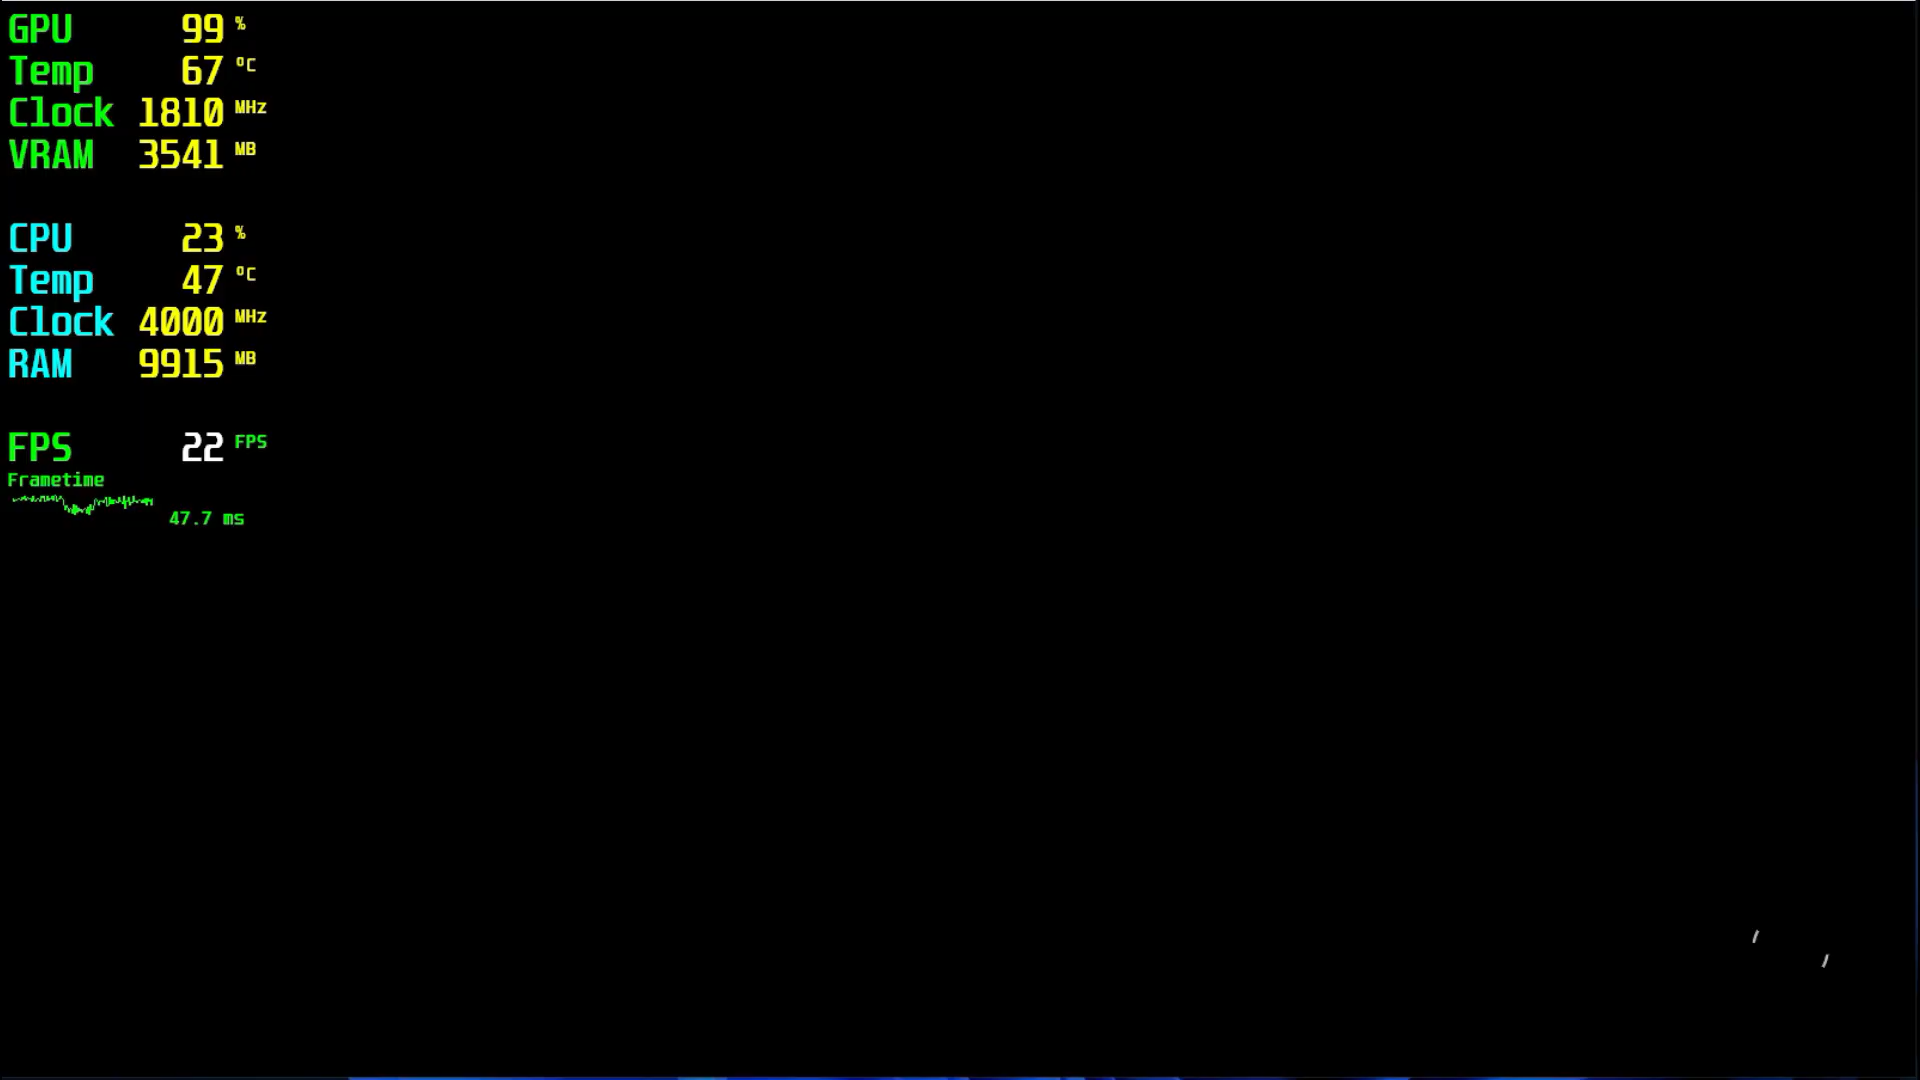 GPU 99 %
Temp 67 °C
Clock 1810 MHz
VRAM 3541 MB
CPU 23 %
Temp 47 °C
Clock 4000 MHz
RAM 9915 MB
FPS 22 FPS
Frametime
47.7 ms